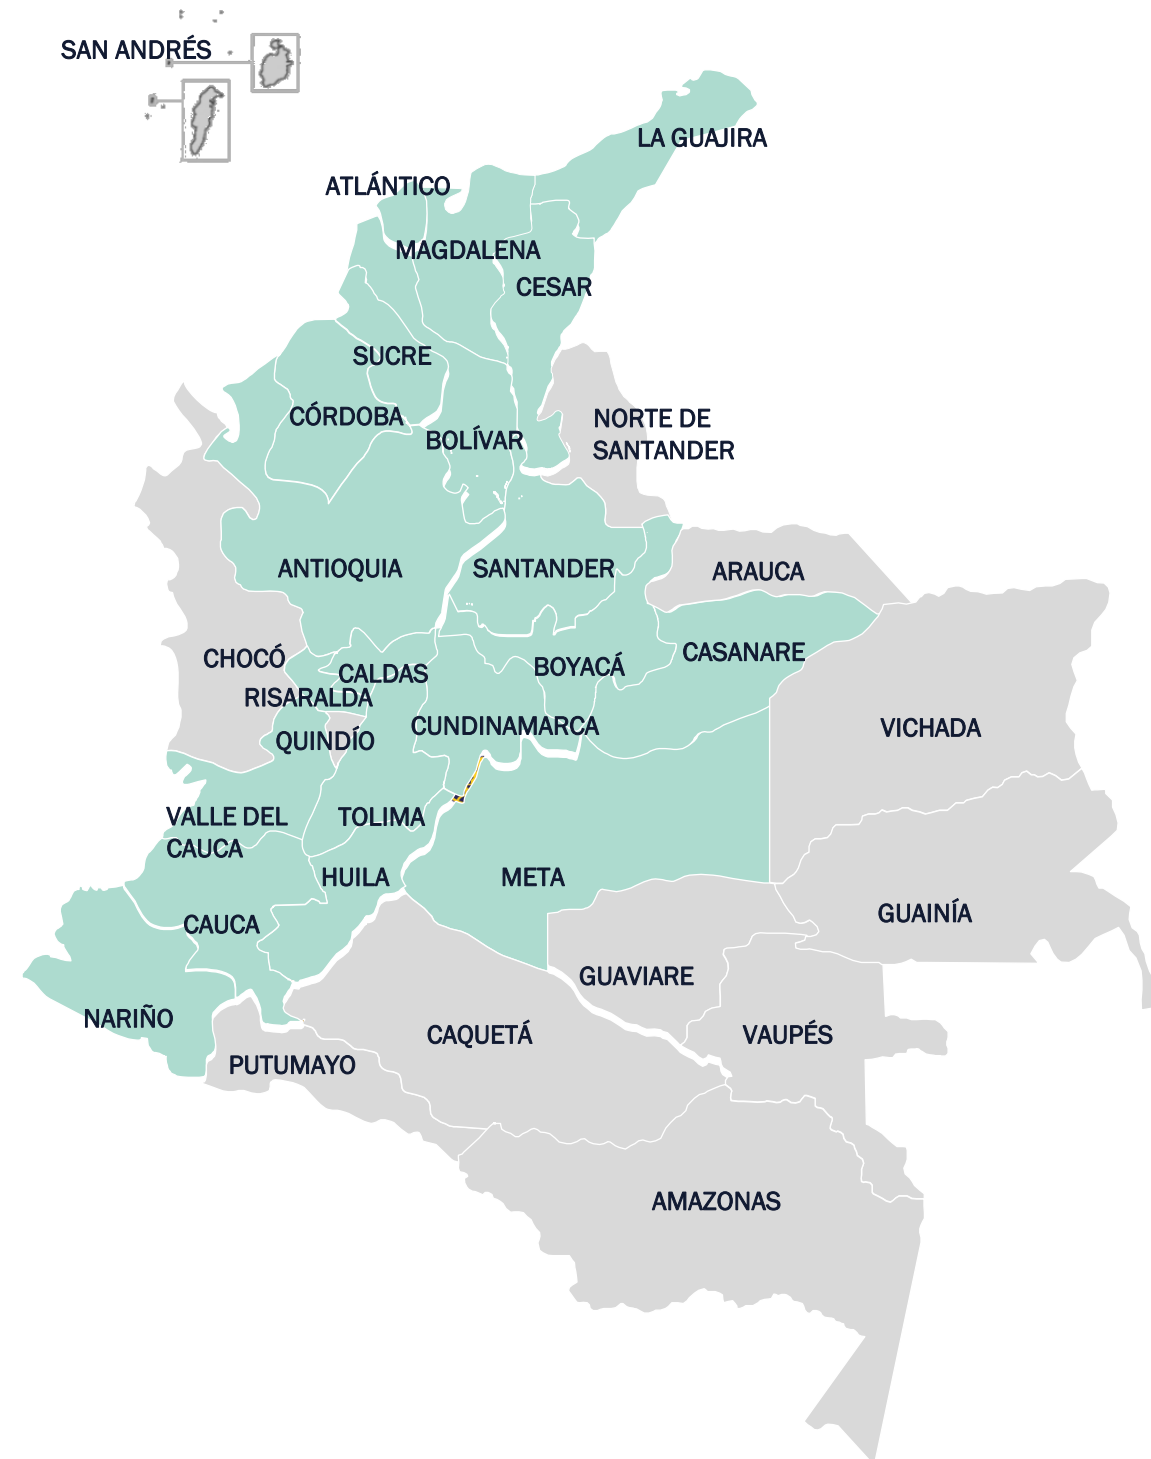 SAN ANDRÉS
LA GUAJIRA
ATLÁNTICO
MAGDALENA
CESAR
SUCRE
CÓRDOBA
BOLÍVAR
NORTE DE
SANTANDER
ANTIOQUIA
SANTANDER
ARAUCA
CHOCÓ
CALDAS
BOYACÁ
CASANARE
RISARALDA
CUNDINAMARCA
VICHADA
QUINDÍO
VALLE DEL
CAUCA
TOLIMA
HUILA
META
GUAINÍA
CAUCA
GUAVIARE
NARIÑO
CAQUETÁ
VAUPÉS
PUTUMAYO
AMAZONAS